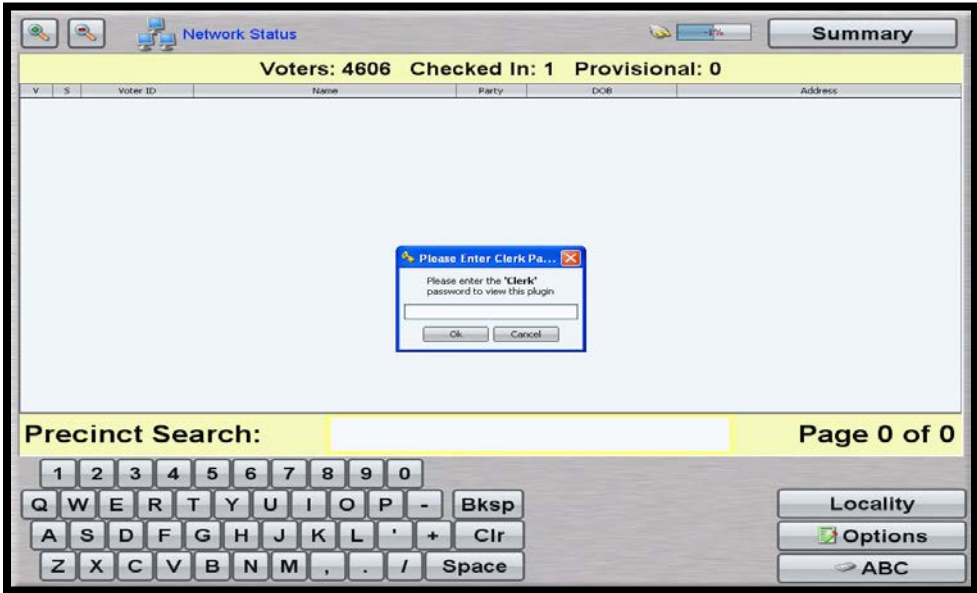 Network Status -1% Summary
Voters: 4606 Checked In: 1 Provisional: 0
V S Voter ID Name Party DOB Address
Please Enter Clerk Pa...
Please enter the 'Clerk'
password to view this plugin
Ok Cancel
Precinct Search: Page 0 of 0
1 2 3 4 5 6 7 8 9 0
Q W E R T Y U I O P - Bksp Locality
A S D F G H J K L ' + Clr Options
Z X C V B N M , . / Space ABC